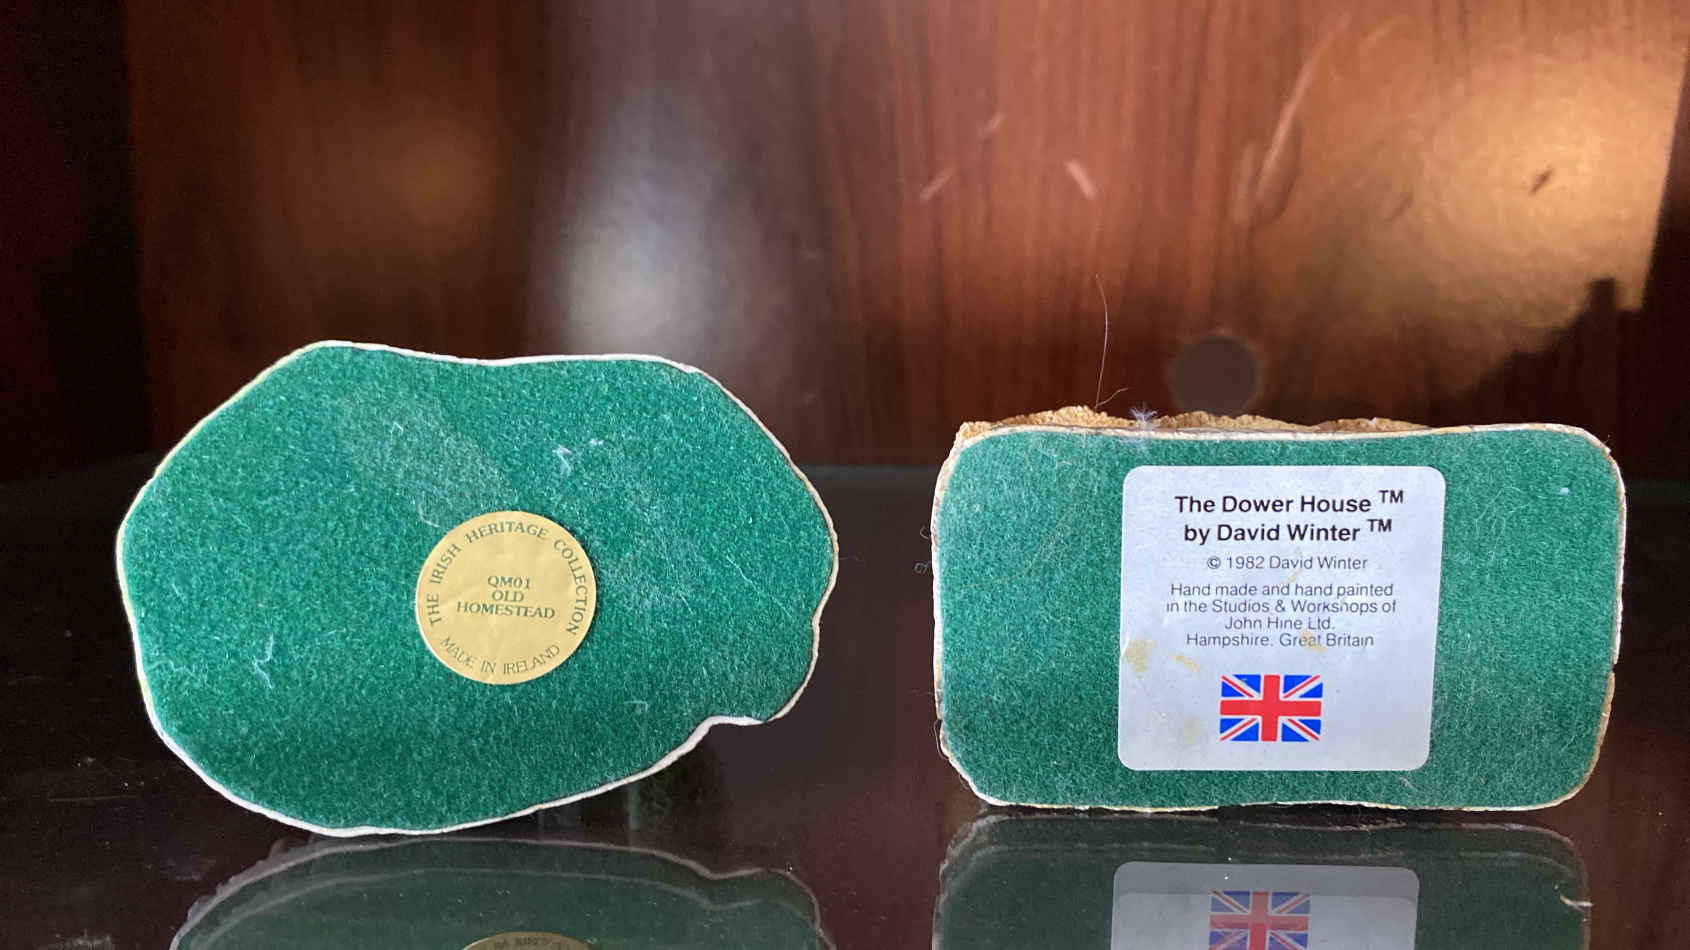 THE IRISH HERITAGE COLLECTION
QM01
OLD
HOMESTEAD
MADE IN IRELAND
The Dower House ™
by David Winter ™
© 1982 David Winter
Hand made and hand painted
in the Studios & Workshops of
John Hine Ltd.
Hampshire. Great Britain